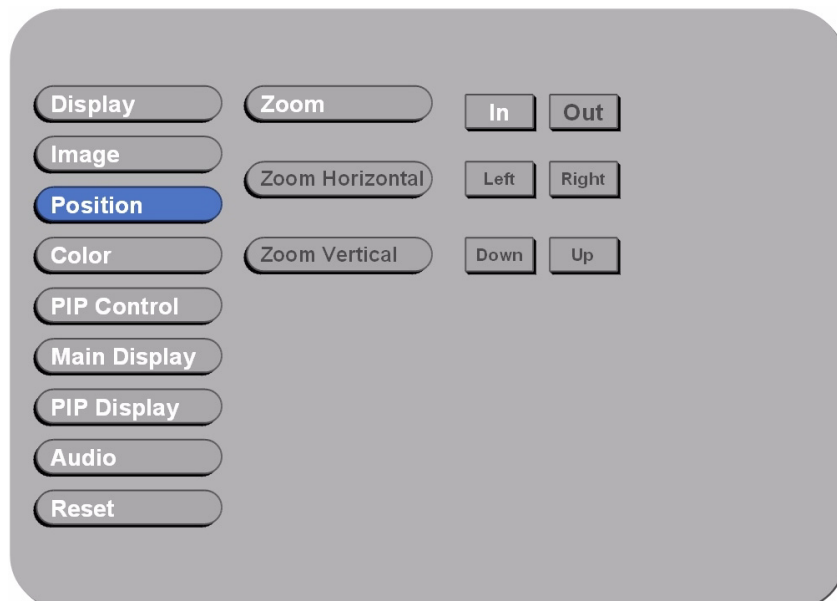 Display
Image
Position
Color
PIP Control
Main Display
PIP Display
Audio
Reset
Zoom In Out
Zoom Horizontal Left Right
Zoom Vertical Down Up